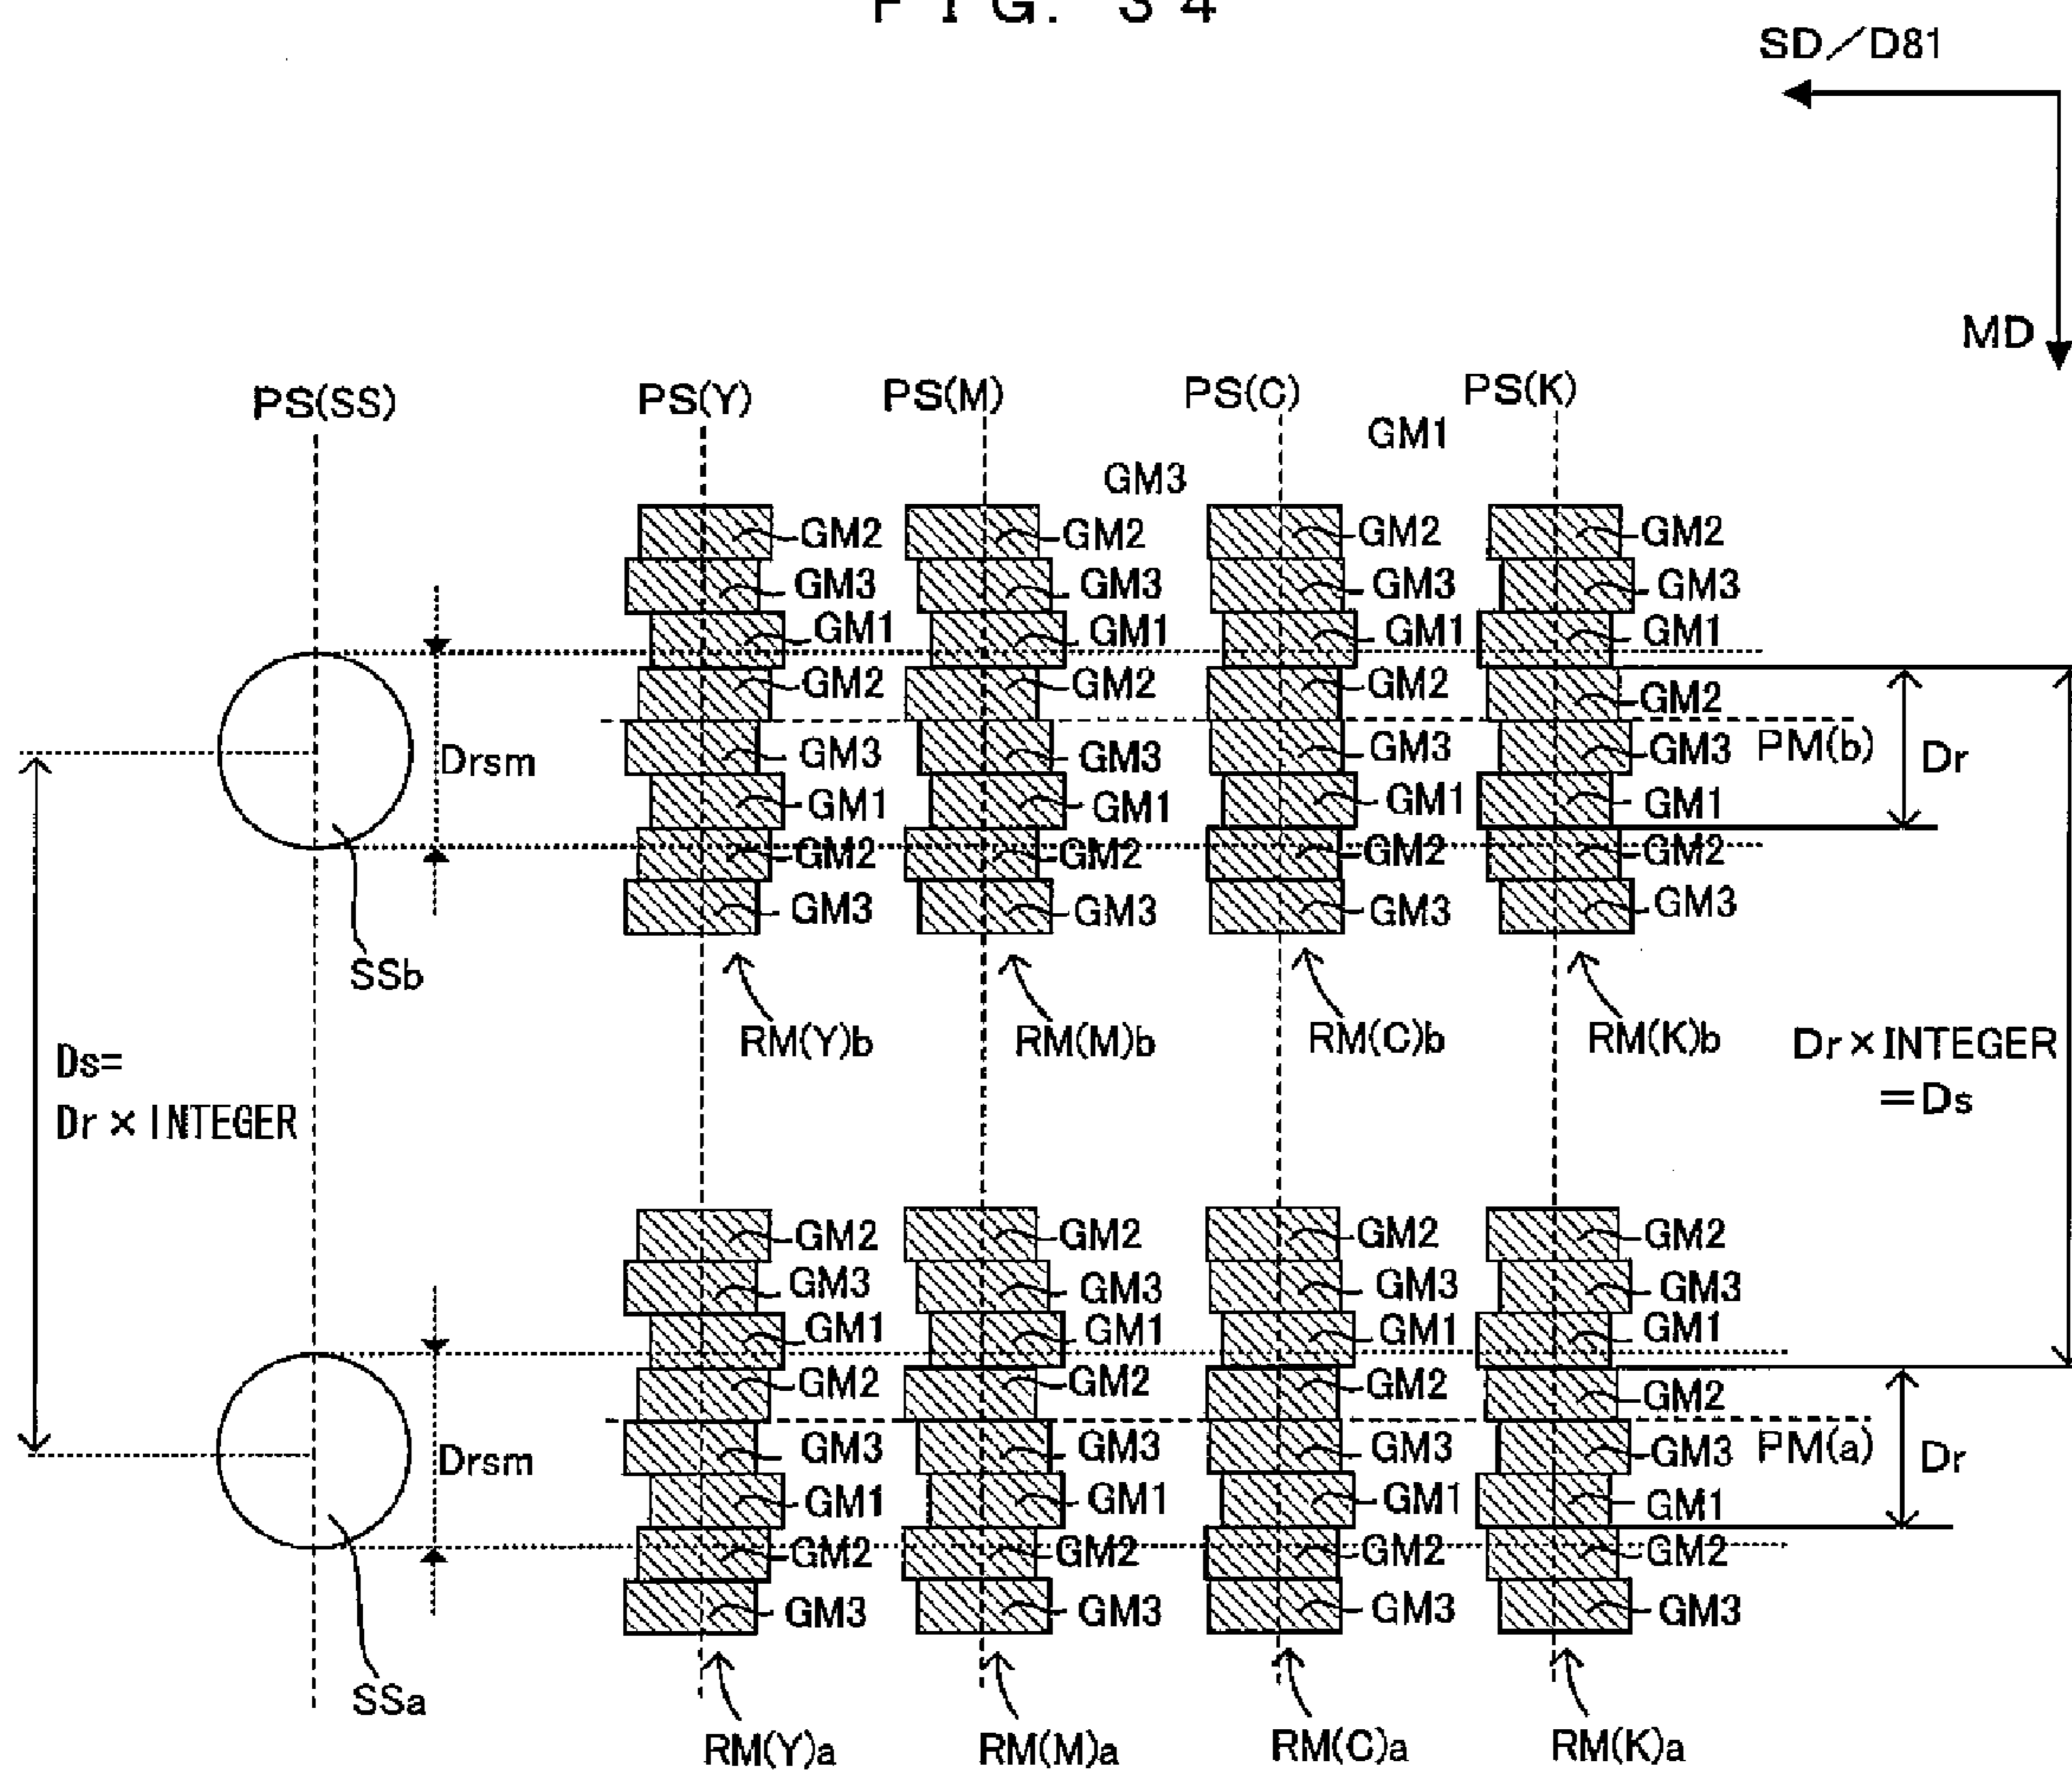 FIG. 34
SD/D81
MD
PS(SS) PS(Y) PS(M) PS(C) PS(K)
GM1
GM3
GM2 GM2 GM2 GM2
GM3 GM3 GM3 GM3
GM1 GM1 GM1 GM1
GM2 GM2 GM2 GM2
Drsm GM3 GM3 GM3 GM3 PM(b) Dr
GM1 GM1 GM1 GM1
GM2 GM2 GM2 GM2
GM3 GM3 GM3 GM3
SSb
RM(Y)b RM(M)b RM(C)b RM(K)b
Ds=
Dr×INTEGER
Dr×INTEGER
=Ds
GM2 GM2 GM2 GM2
GM3 GM3 GM3 GM3
GM1 GM1 GM1 GM1
GM2 GM2 GM2 GM2
Drsm GM3 GM3 GM3 GM3 PM(a) Dr
GM1 GM1 GM1 GM1
GM2 GM2 GM2 GM2
GM3 GM3 GM3 GM3
SSa
RM(Y)a RM(M)a RM(C)a RM(K)a